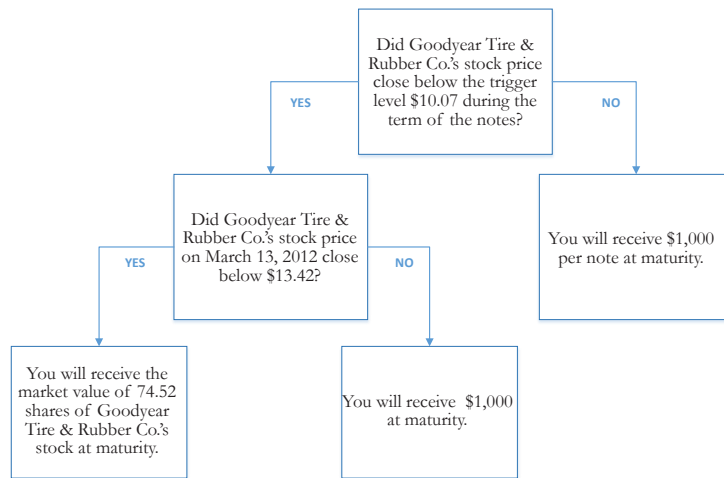 Did Goodyear Tire &
Rubber Co.'s stock price
close below the trigger
level $10.07 during the
term of the notes?
YES
NO
Did Goodyear Tire &
Rubber Co.'s stock price
on March 13, 2012 close
below $13.42?
You will receive $1,000
per note at maturity.
YES
NO
You will receive the
market value of 74.52
shares of Goodyear
Tire & Rubber Co.'s
stock at maturity.
You will receive $1,000
at maturity.